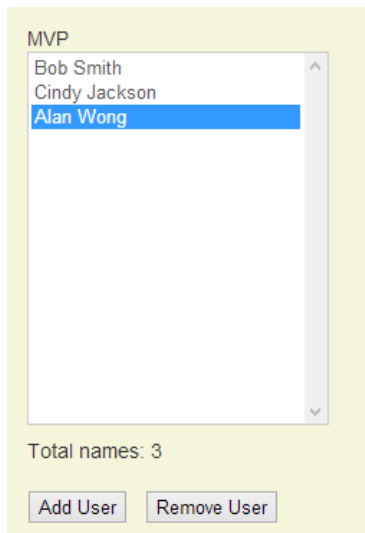 MVP
Bob Smith
Cindy Jackson
Alan Wong
Total names: 3
Add User Remove User